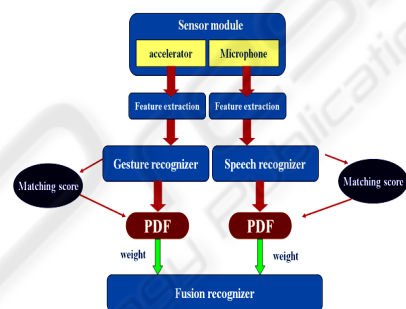 Sensor module
accelerator Microphone
Feature extraction Feature extraction
Gesture recognizer Speech recognizer
Matching score Matching score
PDF PDF
weight weight
Fusion recognizer